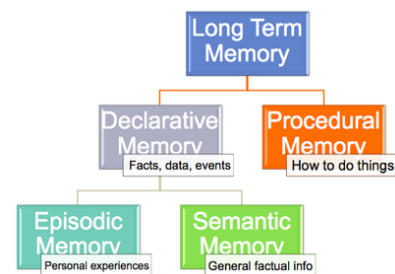 Long Term
Memory
Declarative
Memory
Facts, data, events
Procedural
Memory
How to do things
Episodic
Memory
Personal experiences
Semantic
Memory
General factual info